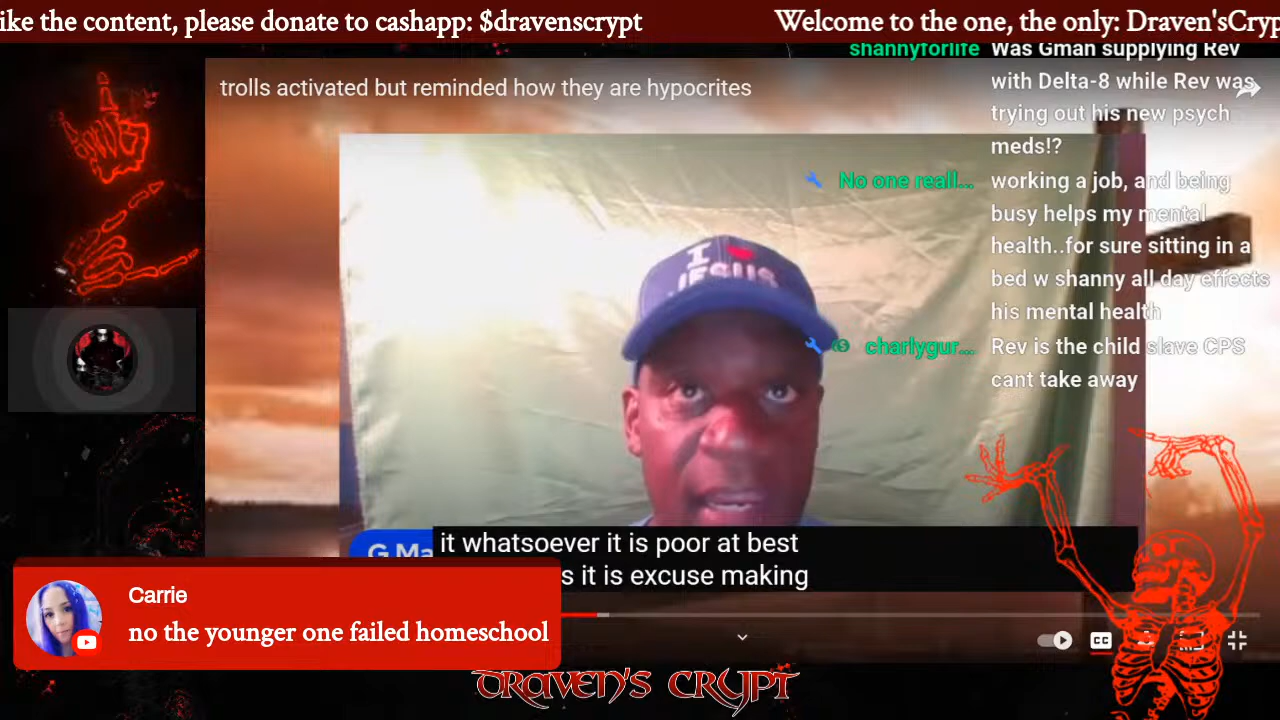 ike the content, please donate to cashapp: $dravenscrypt
Welcome to the one, the only: Draven'sCryp
trolls activated but reminded how they are hypocrites
shannyforlife Was Gman supplying Rev
with Delta-8 while Rev was
trying out his new psych
meds!?
No one reall... working a job, and being
busy helps my mental
health..for sure sitting in a
bed w shanny all day effects
his mental health
charlygur... Rev is the child slave CPS
cant take away
I
JESUS
G Ma
it whatsoever it is poor at best
s it is excuse making
Carrie
no the younger one failed homeschool
CC
DRAVEN'S CRYPT